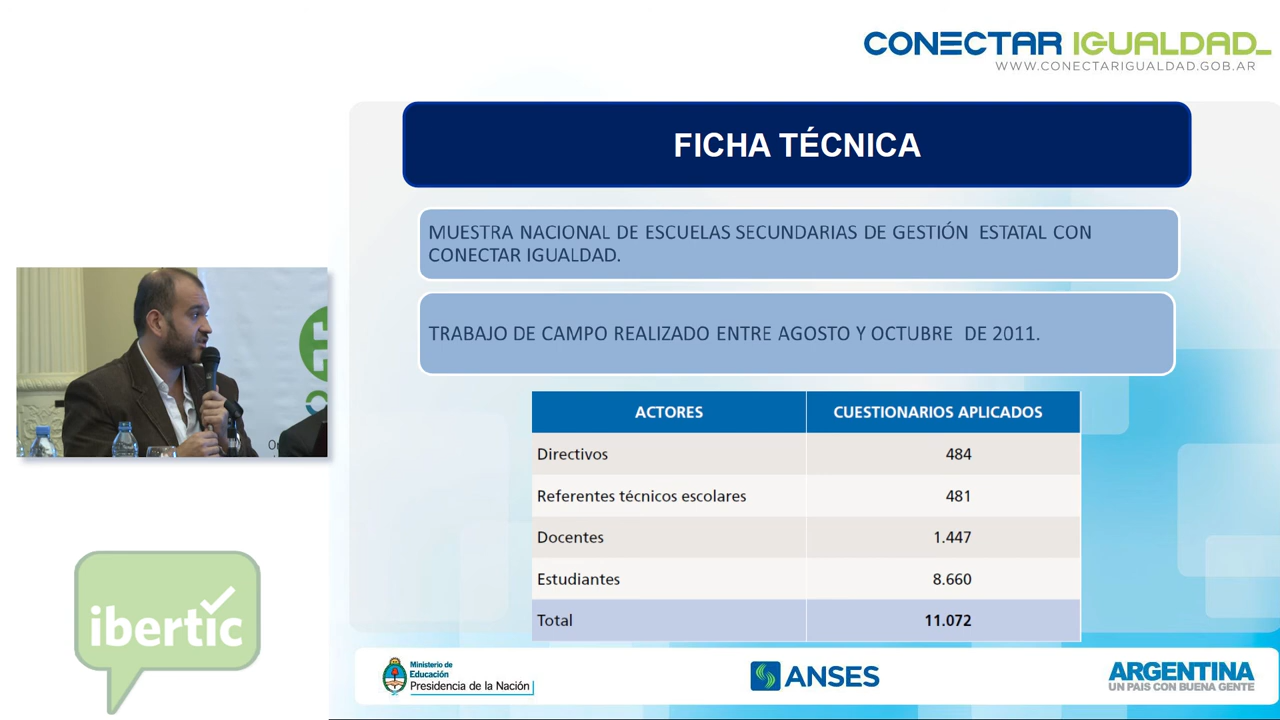 CONECTAR IGUALDAD_
WWW.CONECTARIGUALDAD.GOB.AR
FICHA TÉCNICA
MUESTRA NACIONAL DE ESCUELAS SECUNDARIAS DE GESTIÓN ESTATAL CON
CONECTAR IGUALDAD.
TRABAJO DE CAMPO REALIZADO ENTRE AGOSTO Y OCTUBRE DE 2011.
ACTORES CUESTIONARIOS APLICADOS
Directivos 484
Referentes técnicos escolares 481
Docentes 1.447
Estudiantes 8.660
Total 11.072
ibertic
Ministerio de
Educación
Presidencia de la Nación
ANSES
ARGENTINA
UN PAIS CON BUENA GENTE